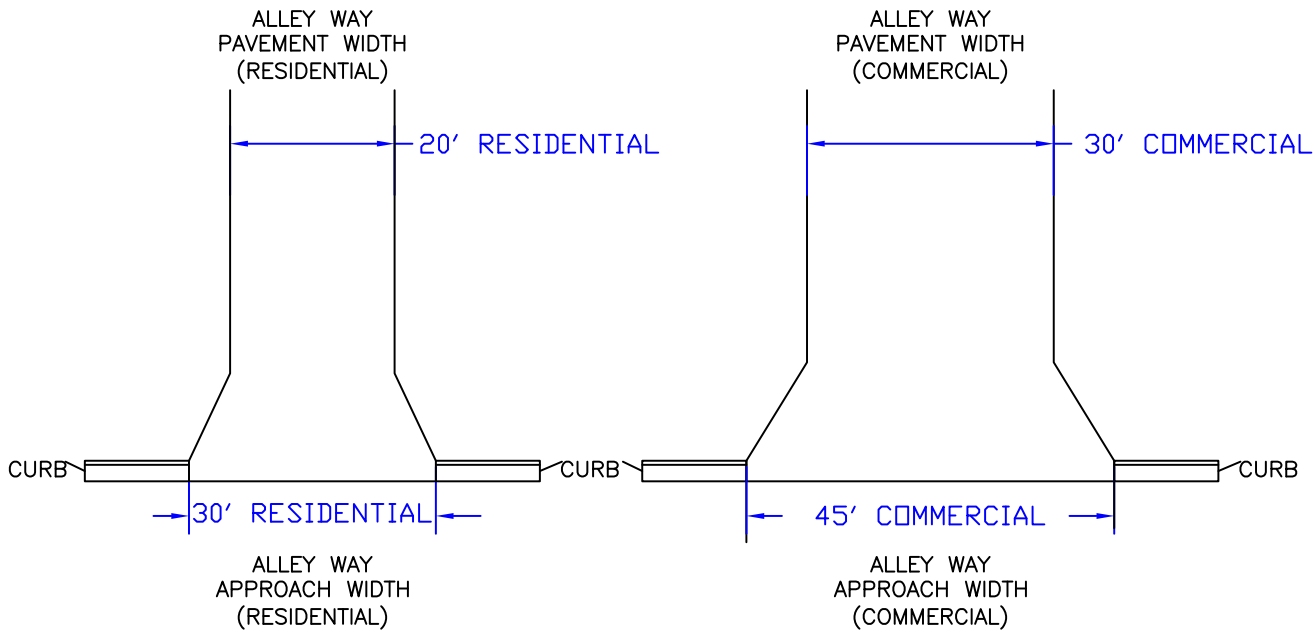 ALLEY WAY
PAVEMENT WIDTH
(RESIDENTIAL)
ALLEY WAY
PAVEMENT WIDTH
(COMMERCIAL)
20' RESIDENTIAL
30' COMMERCIAL
CURB
CURB
CURB
30' RESIDENTIAL
45' COMMERCIAL
ALLEY WAY
APPROACH WIDTH
(RESIDENTIAL)
ALLEY WAY
APPROACH WIDTH
(COMMERCIAL)